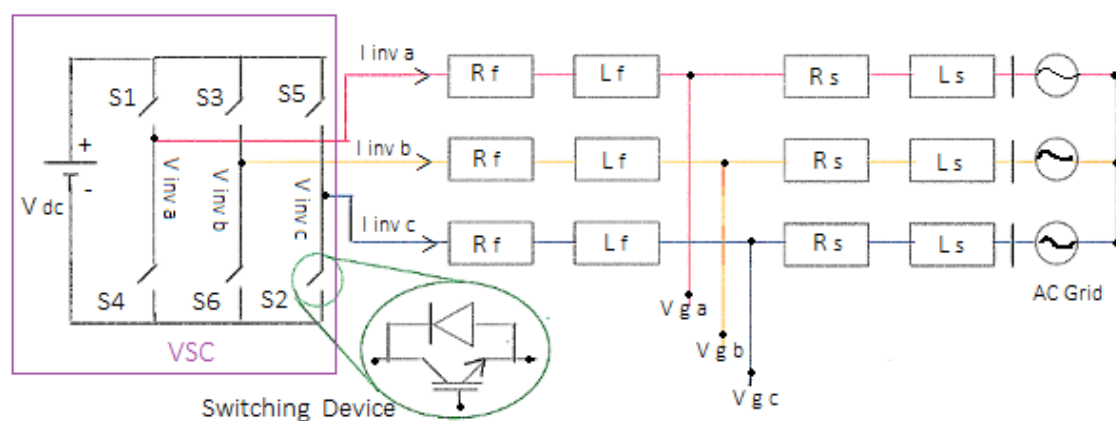 I inv a
R f
L f
R s
L s
S1
S3
S5
+
-
V dc
V inv a
V inv b
V inv c
I inv b
R f
L f
R s
L s
I inv c
R f
L f
R s
L s
S4
S6
S2
V g a
V g b
V g c
AC Grid
VSC
Switching Device